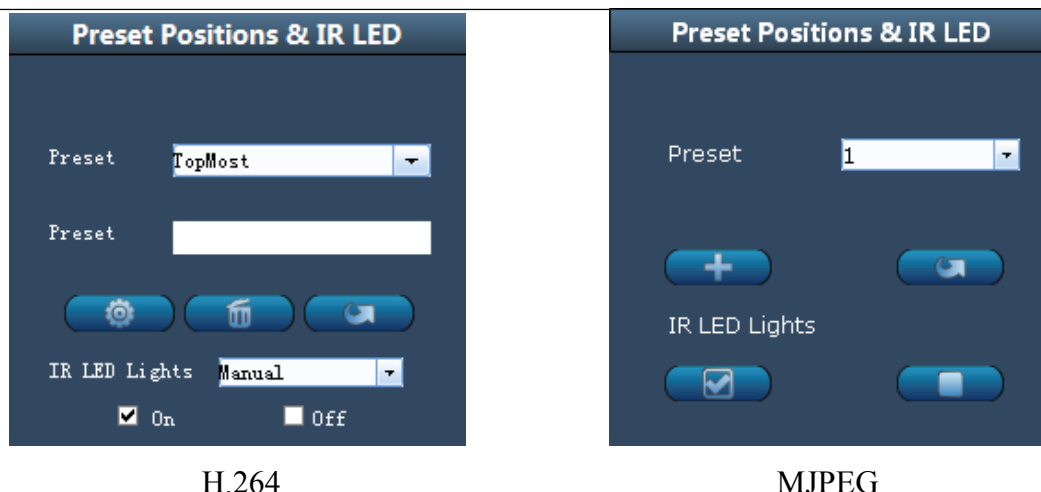 Preset Positions & IR LED
Preset TopMost
Preset
IR LED Lights Manual
On Off
H.264
Preset Positions & IR LED
Preset 1
IR LED Lights
MJPEG